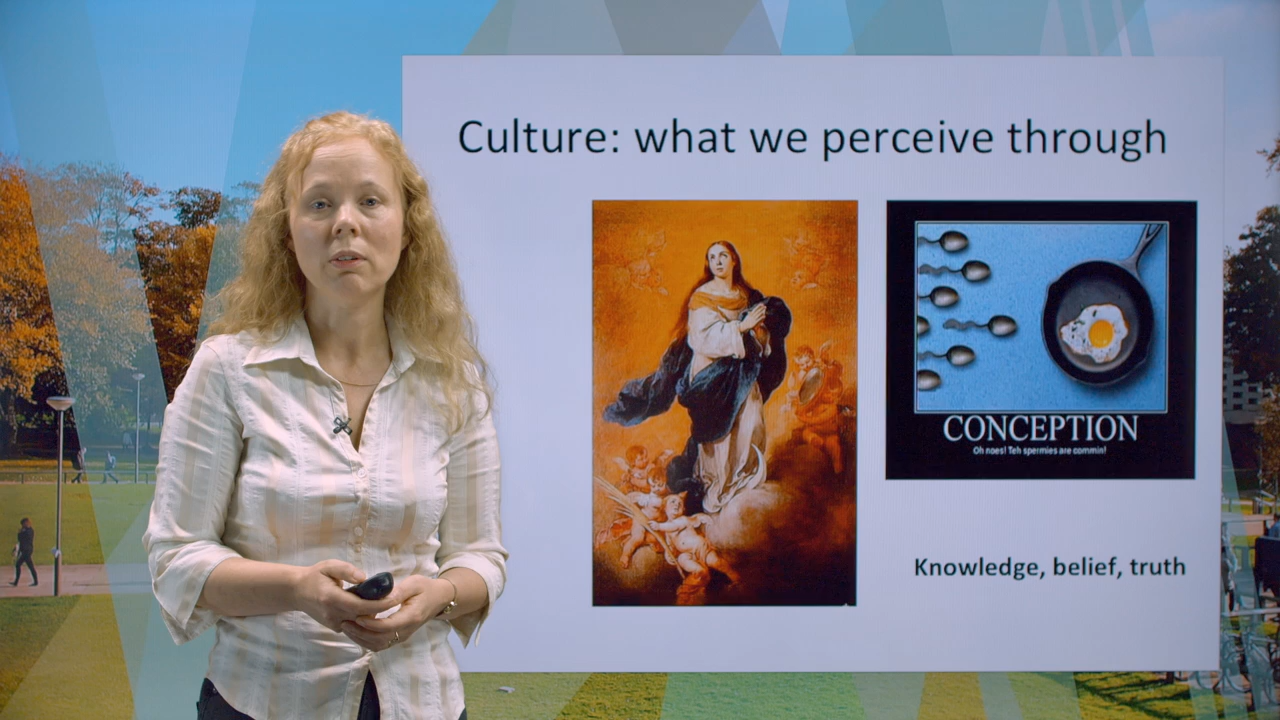 Culture: what we perceive through
CONCEPTION
Oh noes! Teh spermies are commin!
Knowledge, belief, truth